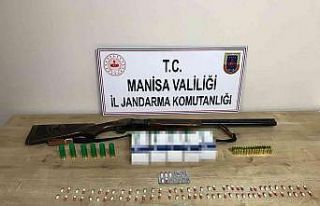 T.C.
MANİSA VALİLİĞİ
İL JANDARMA KOMUTANLIĞI